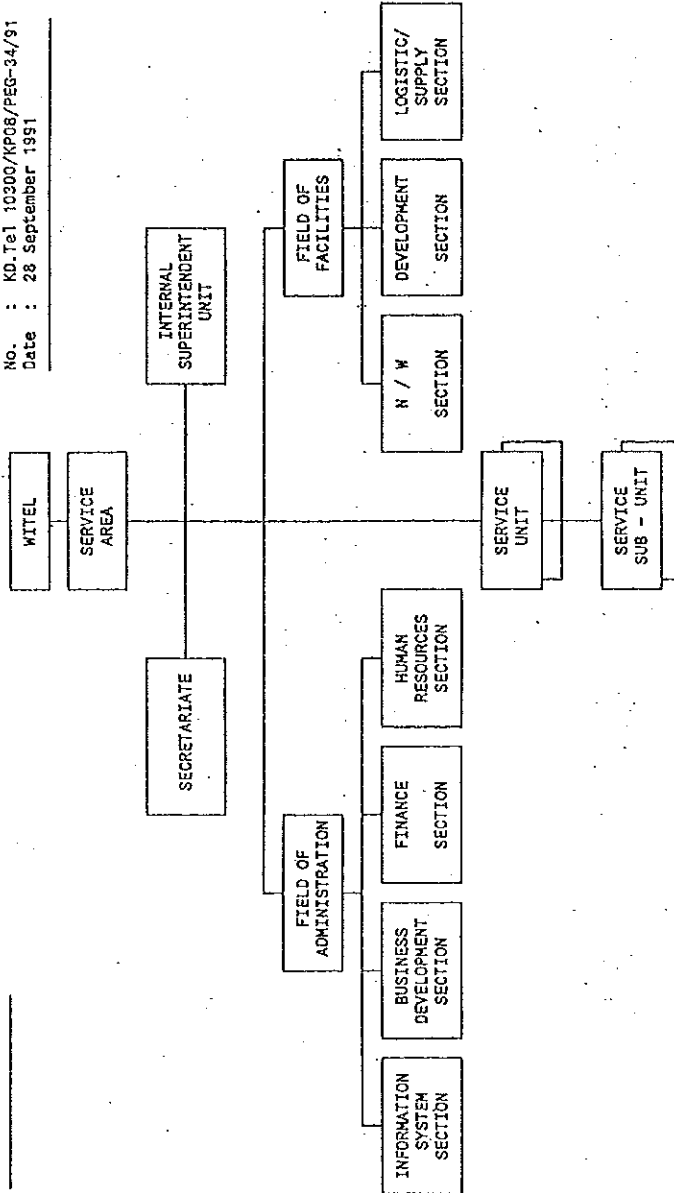 No. : KD.Tel 10300/KP08/PEG-34/91
Date : 28 September 1991
WITEL
SERVICE
AREA
SECRETARIATE
INTERNAL
SUPERINTENDENT
UNIT
FIELD OF
ADMINISTRATION
FIELD OF
FACILITIES
INFORMATION
SYSTEM
SECTION
BUSINESS
DEVELOPMENT
SECTION
FINANCE
SECTION
HUMAN
RESOURCES
SECTION
N / W
SECTION
DEVELOPMENT
SECTION
LOGISTIC/
SUPPLY
SECTION
SERVICE
UNIT
SERVICE
SUB - UNIT